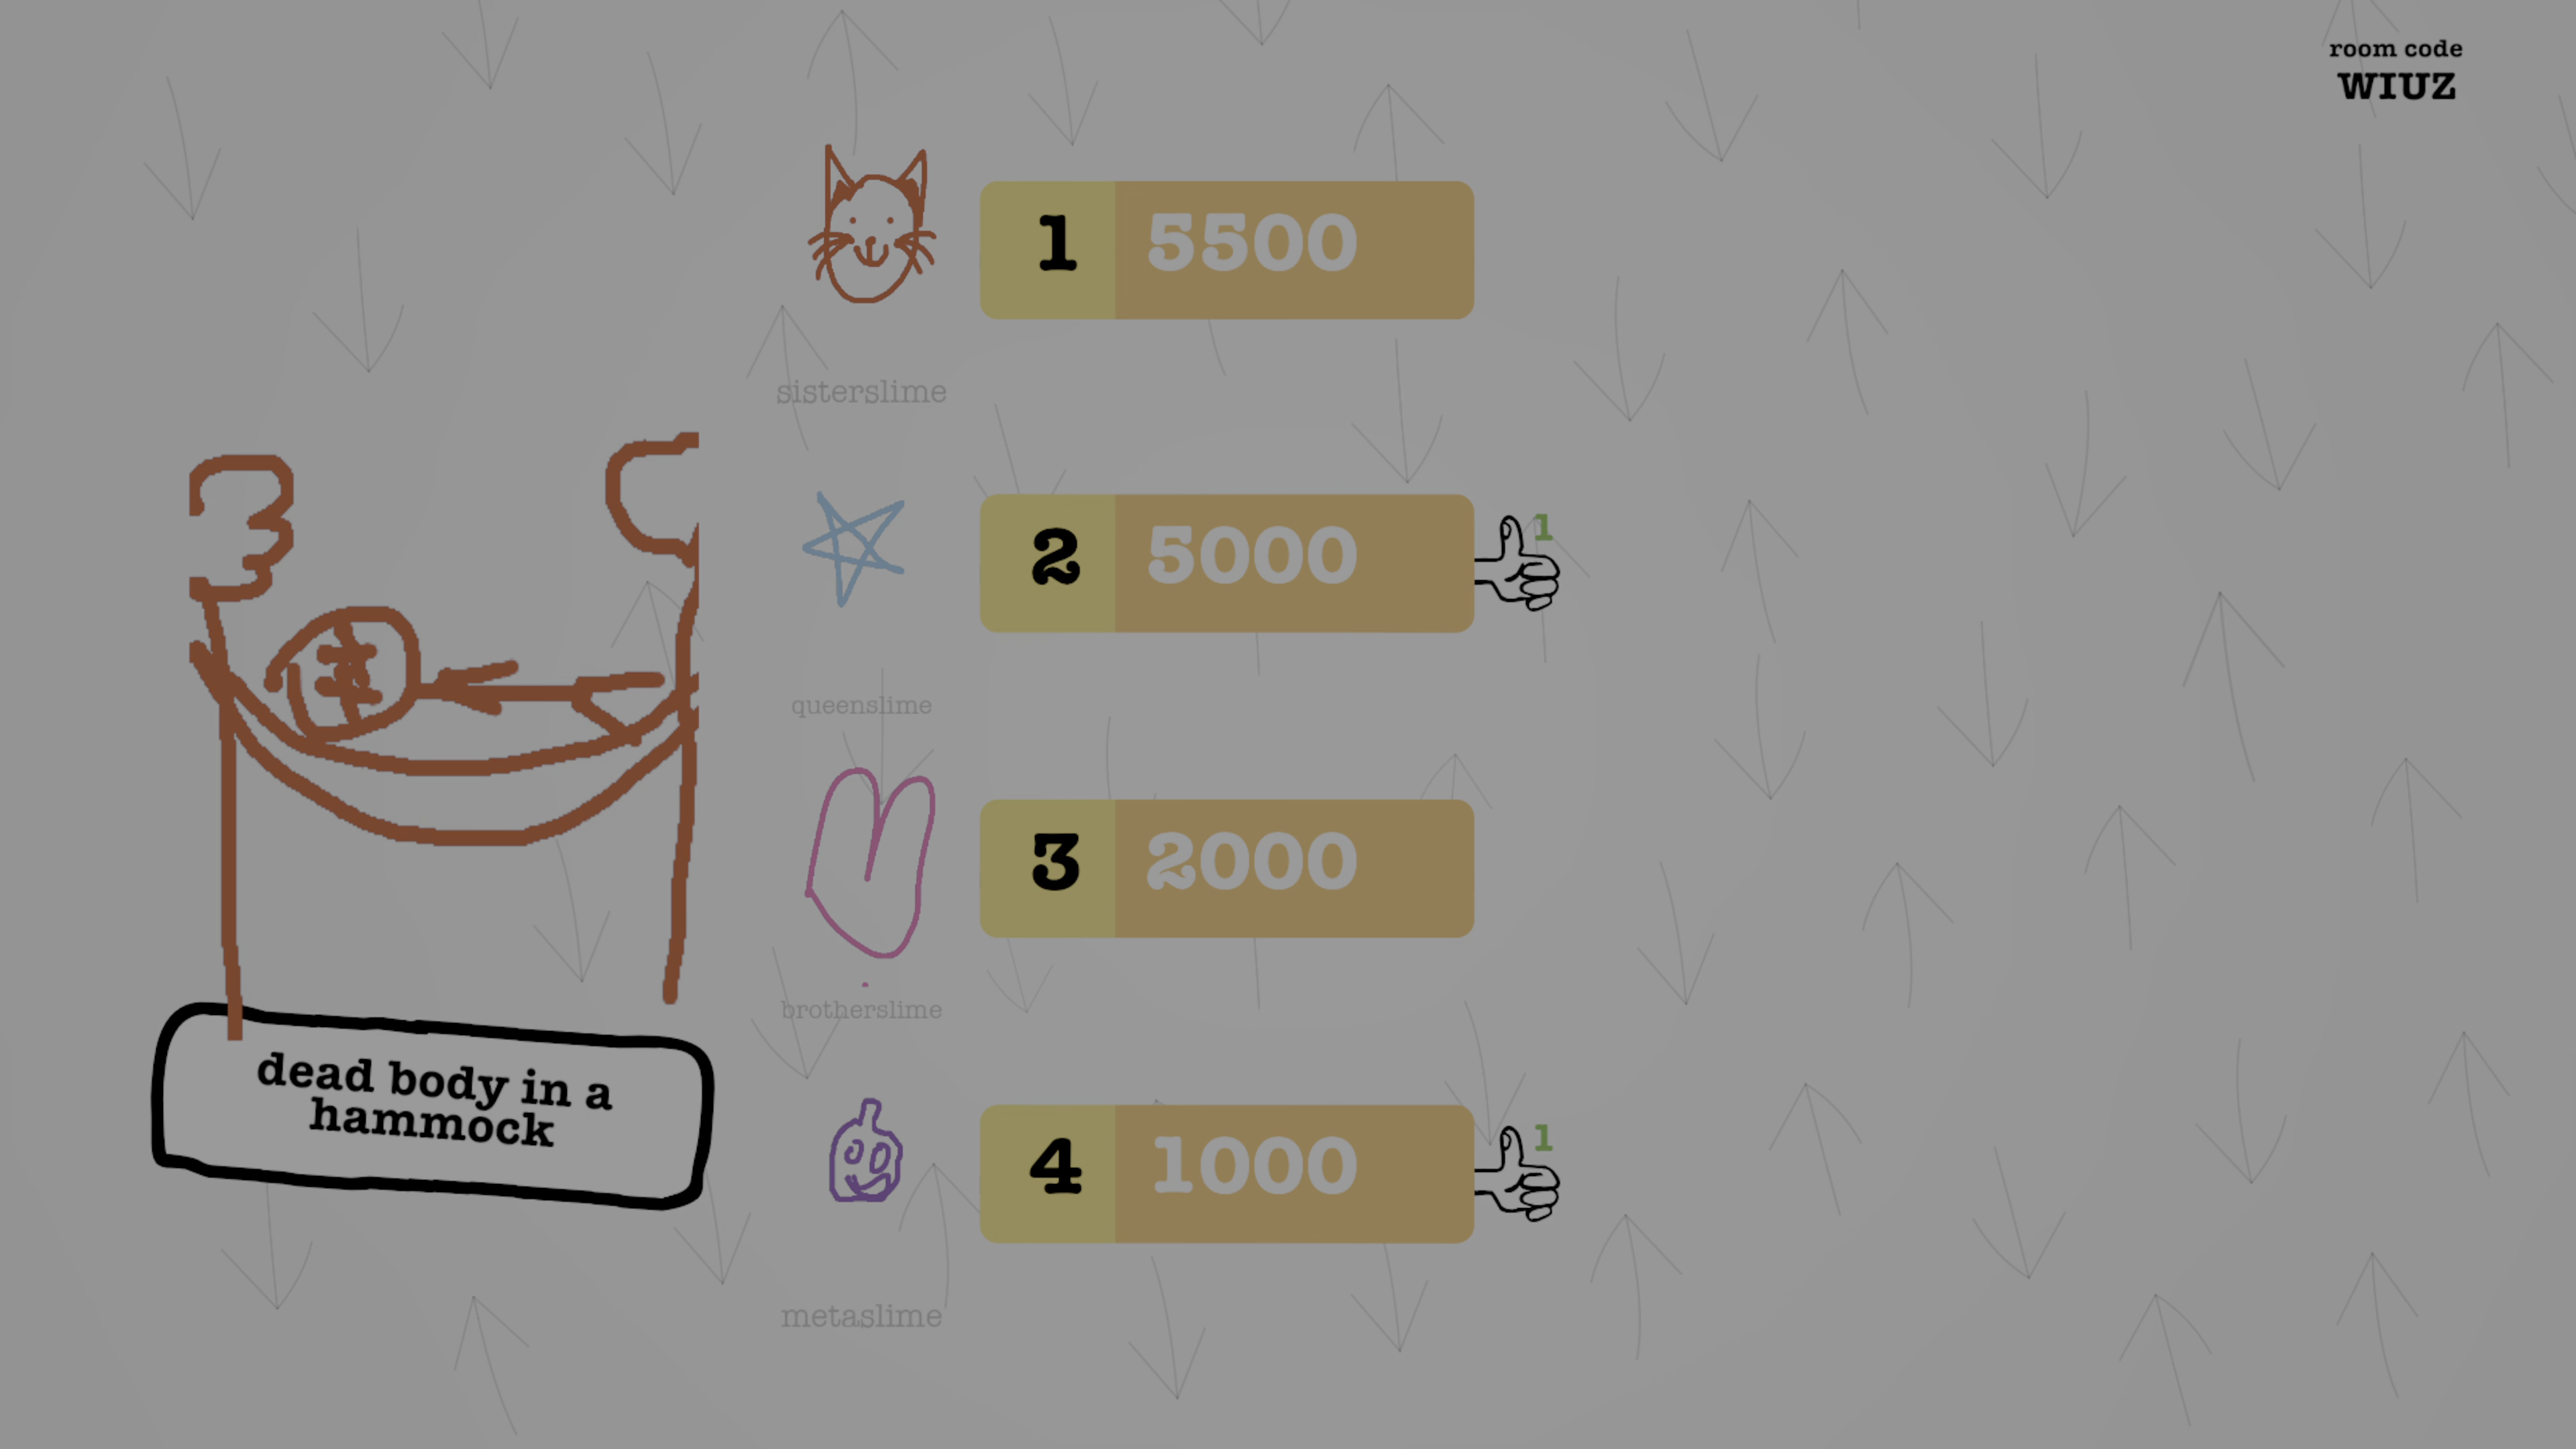 room code
WIUZ
1 5500
sisterslime
2 5000 1
queenslime
3 2000
brotherslime
4 1000 1
metaslime
dead body in a
hammock